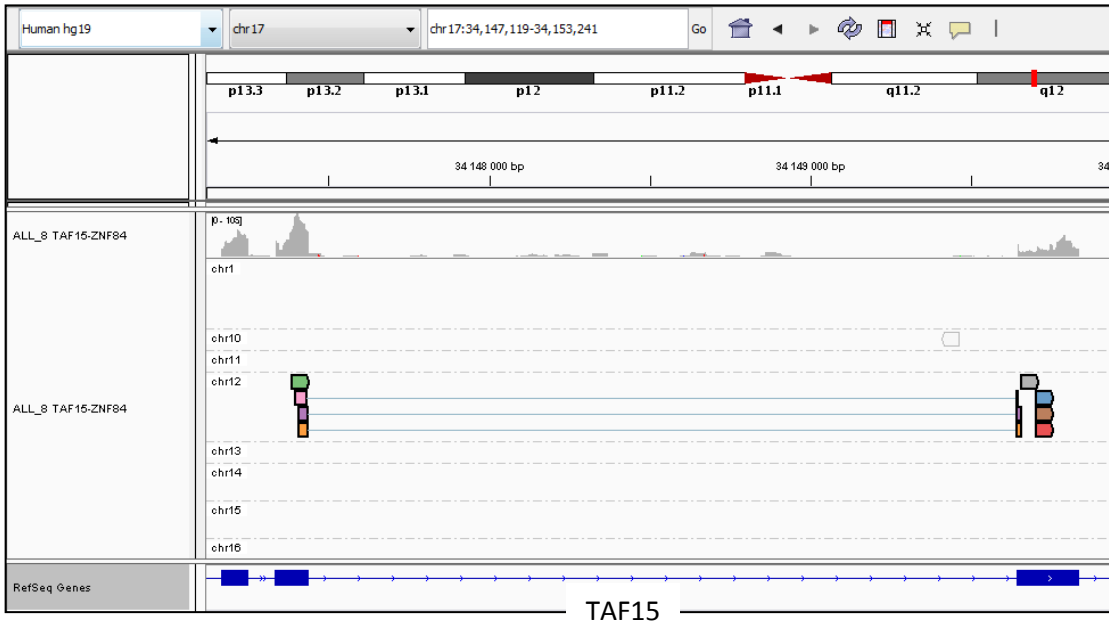 Human hg19 chr17 chr17:34,147,119-34,153,241 Go
p13.3 p13.2 p13.1 p12 p11.2 p11.1 q11.2 q12
34 148 000 bp 34 149 000 bp 34
[0 - 105]
ALL_8 TAF15-ZNF84
chr1
chr10
chr11
chr12
ALL_8 TAF15-ZNF84
chr13
chr14
chr15
chr16
RefSeq Genes
TAF15